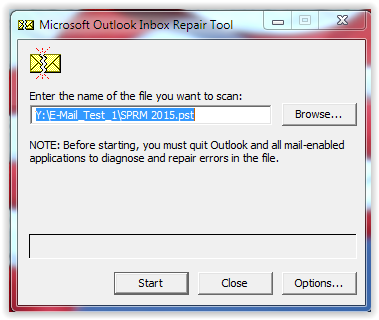 Microsoft Outlook Inbox Repair Tool
Enter the name of the file you want to scan:
Y:\E-Mail_Test_1\SPRM 2015.pst
Browse...
NOTE: Before starting, you must quit Outlook and all mail-enabled
applications to diagnose and repair errors in the file.
Start
Close
Options...